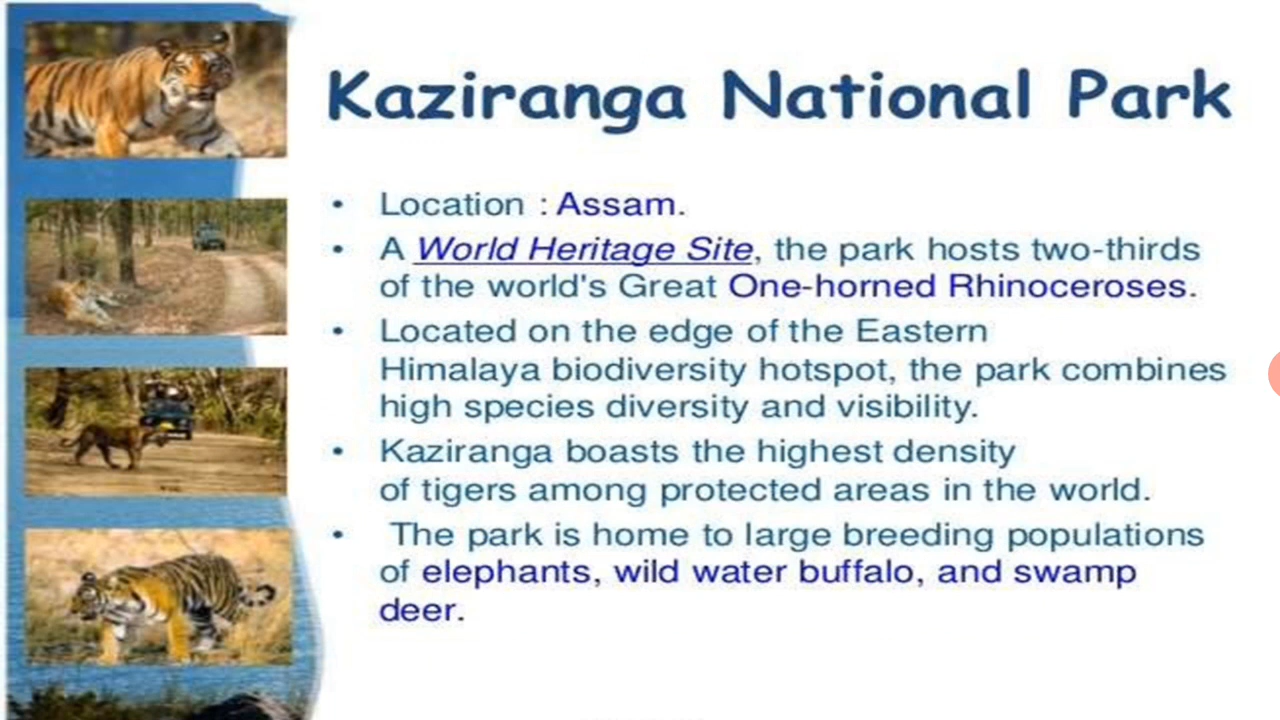 Kaziranga National Park
• Location : Assam.
• A World Heritage Site, the park hosts two-thirds
of the world's Great One-horned Rhinoceroses.
• Located on the edge of the Eastern
Himalaya biodiversity hotspot, the park combines
high species diversity and visibility.
• Kaziranga boasts the highest density
of tigers among protected areas in the world.
• The park is home to large breeding populations
of elephants, wild water buffalo, and swamp
deer.